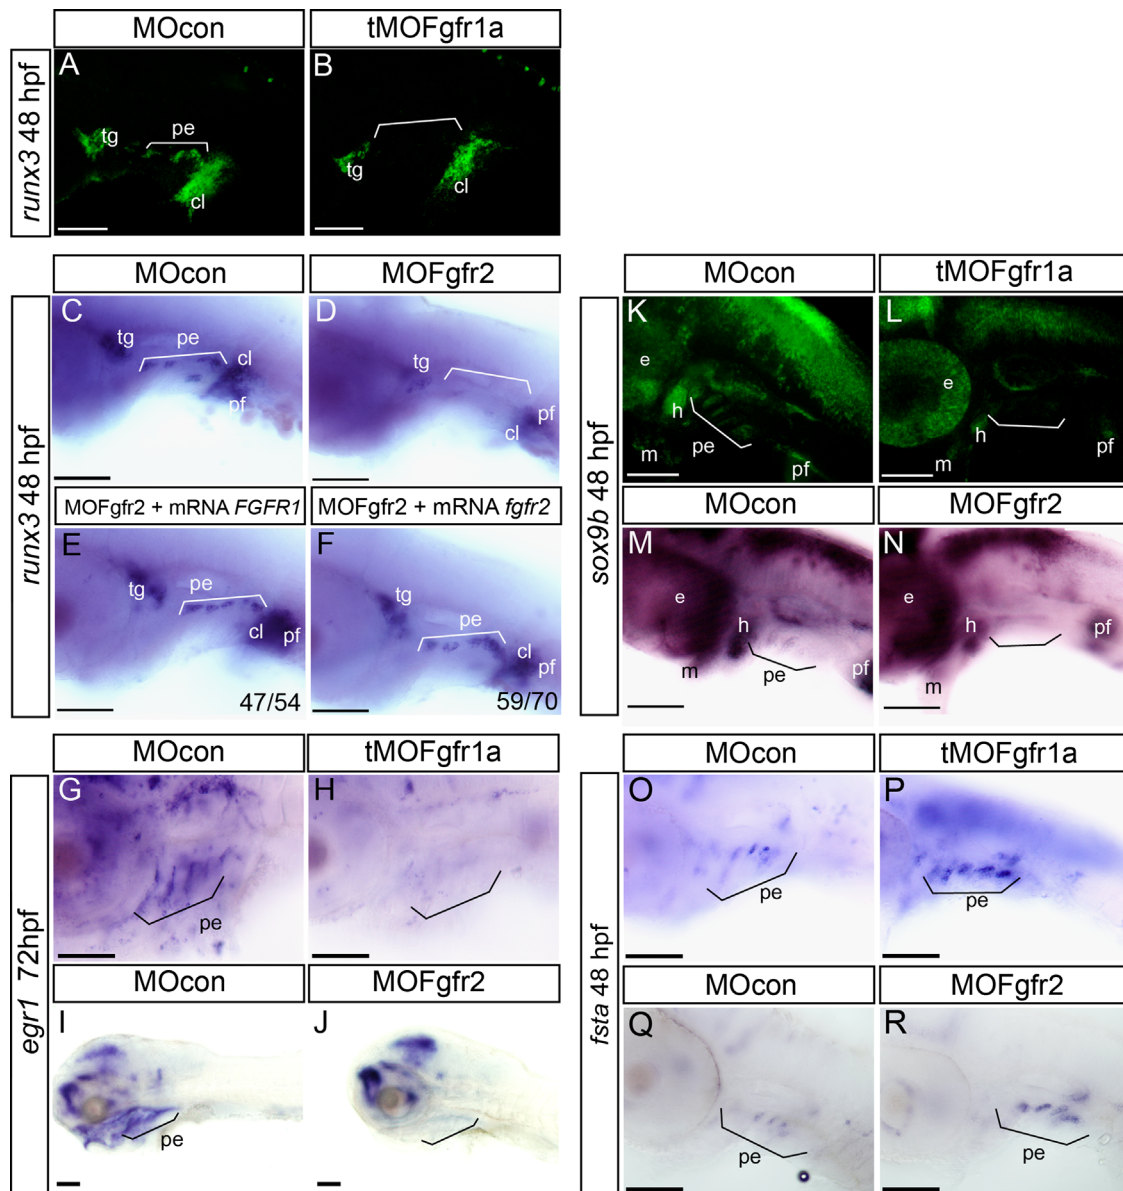 MOcon
tMOFgfr1a
runx3 48 hpf
A
tg
pe
cl
B
tg
cl
MOcon
MOFgfr2
runx3 48 hpf
C
tg
pe
cl
pf
D
tg
pf
cl
MOFgfr2 + mRNA FGFR1
MOFgfr2 + mRNA fgfr2
E
tg
pe
cl
pf
47/54
F
tg
pe
cl
pf
59/70
MOcon
tMOFgfr1a
egr1 72hpf
G
pe
H
MOcon
MOFgfr2
I
pe
J
MOcon
tMOFgfr1a
sox9b 48 hpf
K
e
h
m
pe
pf
L
e
h
m
pf
MOcon
MOFgfr2
M
e
h
m
pe
pf
N
e
h
m
pf
MOcon
tMOFgfr1a
fsta 48 hpf
O
pe
P
pe
MOcon
MOFgfr2
Q
pe
R
pe